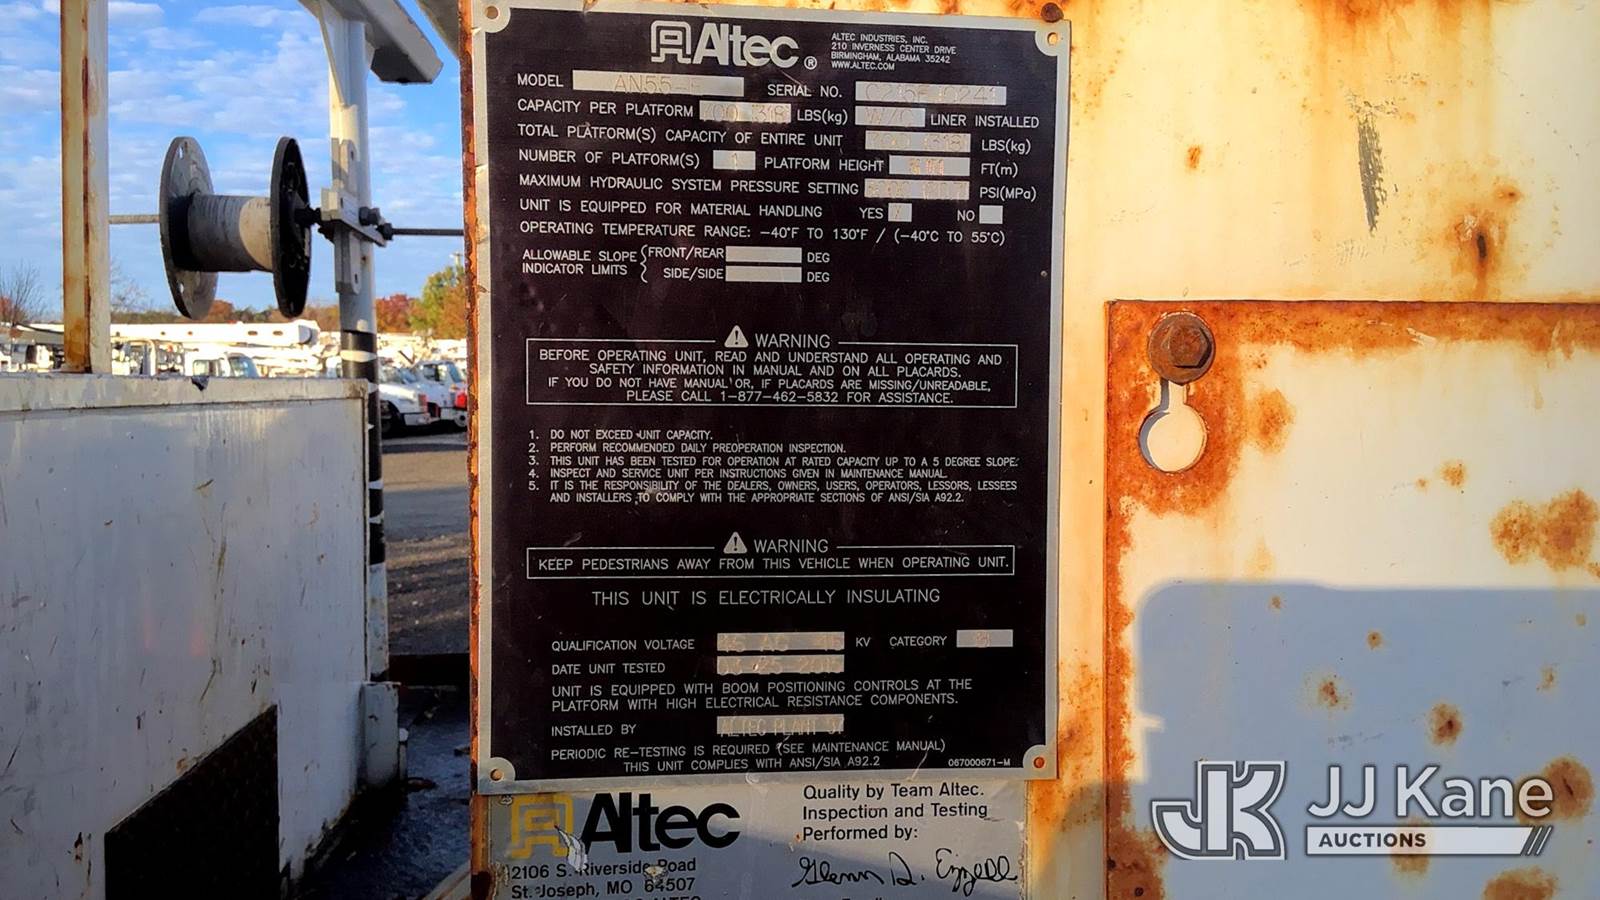 Altec ®
ALTEC INDUSTRIES, INC.
210 INVERNESS CENTER DRIVE
BIRMINGHAM, ALABAMA 35242
WWW.ALTEC.COM
MODEL SERIAL NO.
CAPACITY PER PLATFORM LBS(kg) LINER INSTALLED
TOTAL PLATFORM(S) CAPACITY OF ENTIRE UNIT LBS(kg)
NUMBER OF PLATFORM(S) 1 PLATFORM HEIGHT FT(m)
MAXIMUM HYDRAULIC SYSTEM PRESSURE SETTING PSI(MPa)
UNIT IS EQUIPPED FOR MATERIAL HANDLING YES NO
OPERATING TEMPERATURE RANGE: -40°F TO 130°F / (-40°C TO 55°C)
ALLOWABLE SLOPE FRONT/REAR DEG
INDICATOR LIMITS SIDE/SIDE DEG
WARNING
BEFORE OPERATING UNIT, READ AND UNDERSTAND ALL OPERATING AND
SAFETY INFORMATION IN MANUAL AND ON ALL PLACARDS.
IF YOU DO NOT HAVE MANUAL OR, IF PLACARDS ARE MISSING/UNREADABLE,
PLEASE CALL 1-877-462-5832 FOR ASSISTANCE.
1. DO NOT EXCEED UNIT CAPACITY.
2. PERFORM RECOMMENDED DAILY PREOPERATION INSPECTION.
3. THIS UNIT HAS BEEN TESTED FOR OPERATION AT RATED CAPACITY UP TO A 5 DEGREE SLOPE.
4. INSPECT AND SERVICE UNIT PER INSTRUCTIONS GIVEN IN MAINTENANCE MANUAL.
5. IT IS THE RESPONSIBILITY OF THE DEALERS, OWNERS, USERS, OPERATORS, LESSORS, LESSEES
AND INSTALLERS TO COMPLY WITH THE APPROPRIATE SECTIONS OF ANSI/SIA A92.2.
WARNING
KEEP PEDESTRIANS AWAY FROM THIS VEHICLE WHEN OPERATING UNIT.
THIS UNIT IS ELECTRICALLY INSULATING
QUALIFICATION VOLTAGE 46 AC 46 KV CATEGORY
DATE UNIT TESTED 03-25-2015
UNIT IS EQUIPPED WITH BOOM POSITIONING CONTROLS AT THE
PLATFORM WITH HIGH ELECTRICAL RESISTANCE COMPONENTS.
INSTALLED BY ALTEC PLANT 37
PERIODIC RE-TESTING IS REQUIRED (SEE MAINTENANCE MANUAL)
THIS UNIT COMPLIES WITH ANSI/SIA A92.2 067000671-M
Altec
2106 S. Riverside Road
St. Joseph, MO 64507
Quality by Team Altec.
Inspection and Testing
Performed by:
Glenn D. Ezzell
JK JJ Kane
AUCTIONS